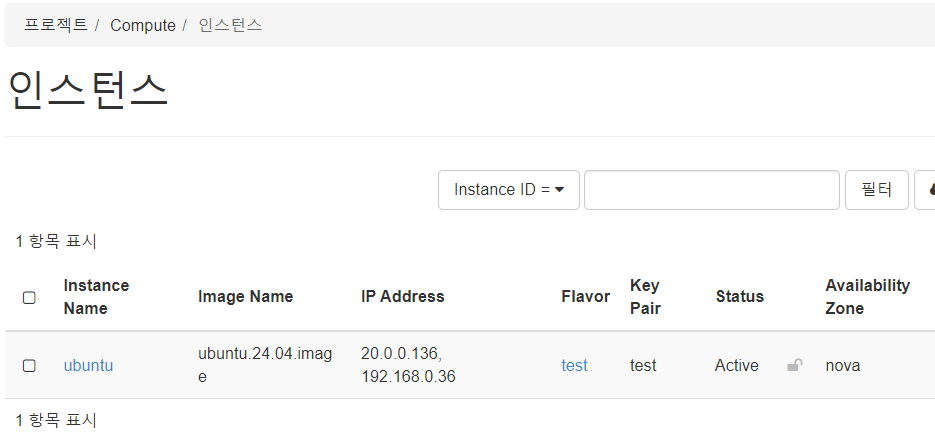 프로젝트 / Compute / 인스턴스
인스턴스
Instance ID = 필터
1 항목 표시
Instance Name Image Name IP Address Flavor Key Pair Status Availability Zone
ubuntu ubuntu.24.04.image 20.0.0.136, 192.168.0.36 test test Active nova
1 항목 표시